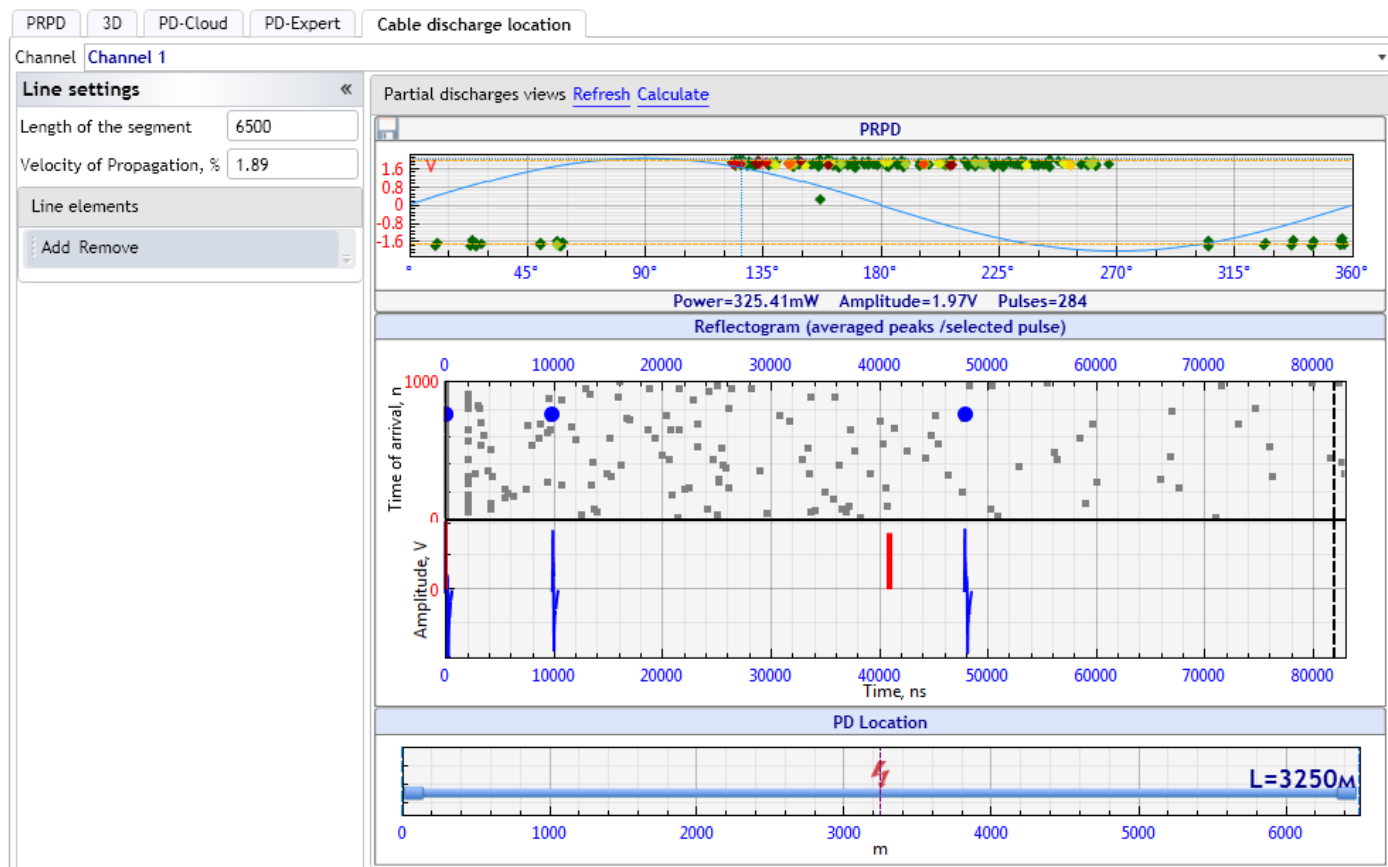 PRPD 3D PD-Cloud PD-Expert Cable discharge location
Channel Channel 1
Line settings «
Length of the segment 6500
Velocity of Propagation, % 1.89
Line elements
Add Remove
Partial discharges views Refresh Calculate
PRPD
V
1.6
0.8
0
-0.8
-1.6
° 45° 90° 135° 180° 225° 270° 315° 360°
Power=325.41mW Amplitude=1.97V Pulses=284
Reflectogram (averaged peaks /selected pulse)
0 10000 20000 30000 40000 50000 60000 70000 80000
1000
Time of arrival, n
0
Amplitude, V
0
0 10000 20000 30000 40000 50000 60000 70000 80000
Time, ns
PD Location
L=3250м
0 1000 2000 3000 4000 5000 6000
m